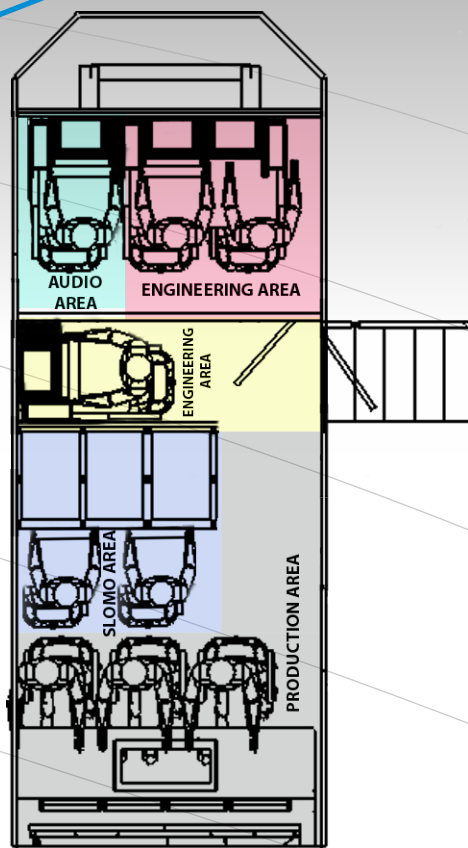 AUDIO
AREA
ENGINEERING AREA
ENGINEERING
AREA
SLOMO AREA
PRODUCTION AREA